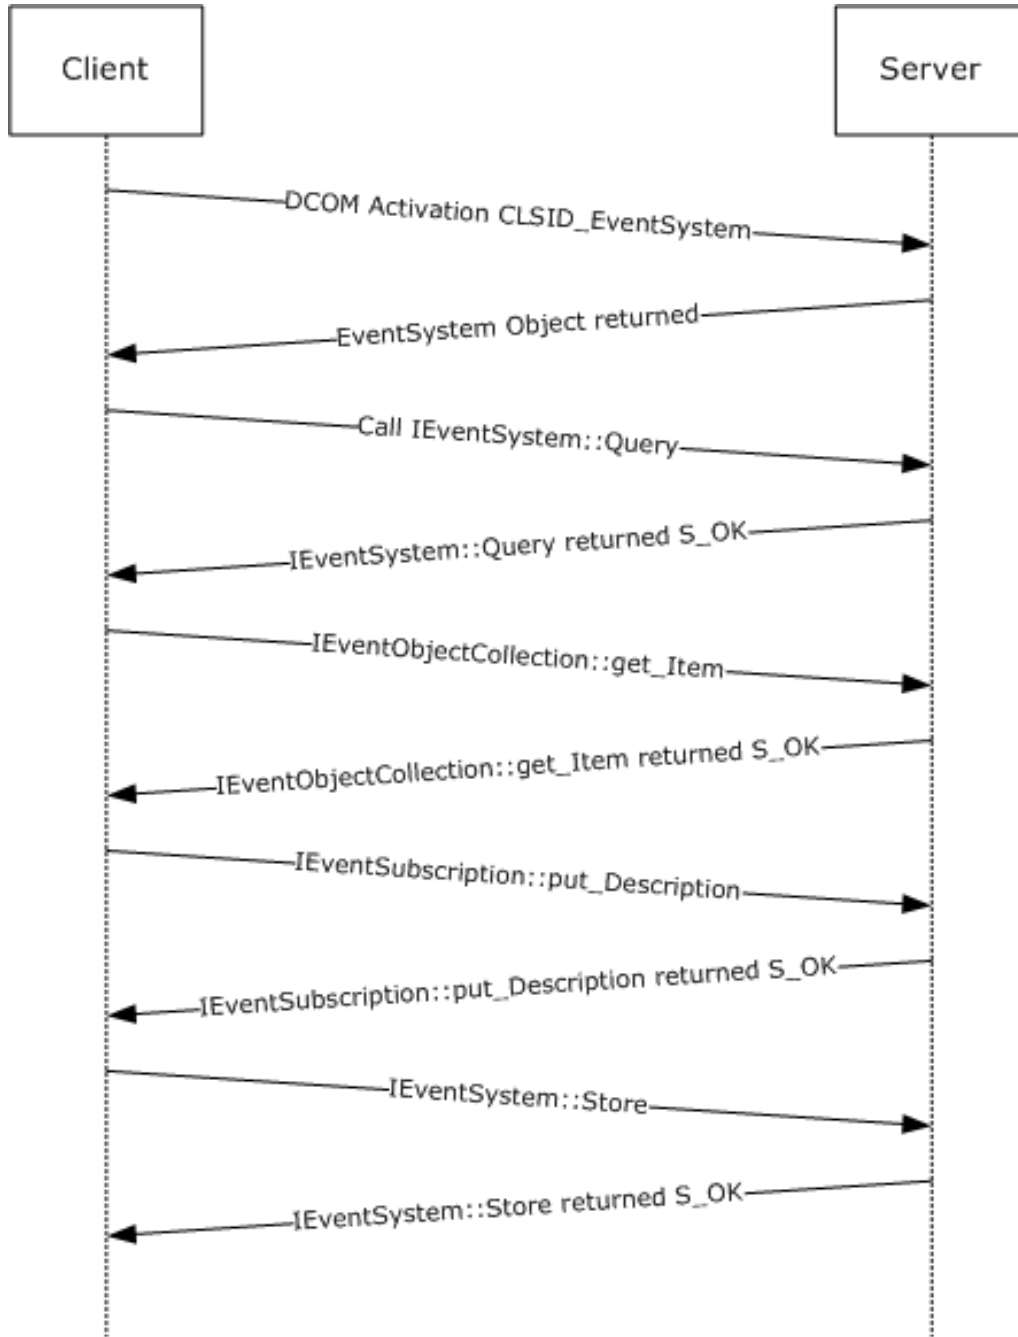 Client
Server
DCOM Activation CLSID_EventSystem
EventSystem Object returned
Call IEventSystem::Query
IEventSystem::Query returned S_OK
IEventObjectCollection::get_Item
IEventObjectCollection::get_Item returned S_OK
IEventSubscription::put_Description
IEventSubscription::put_Description returned S_OK
IEventSystem::Store
IEventSystem::Store returned S_OK